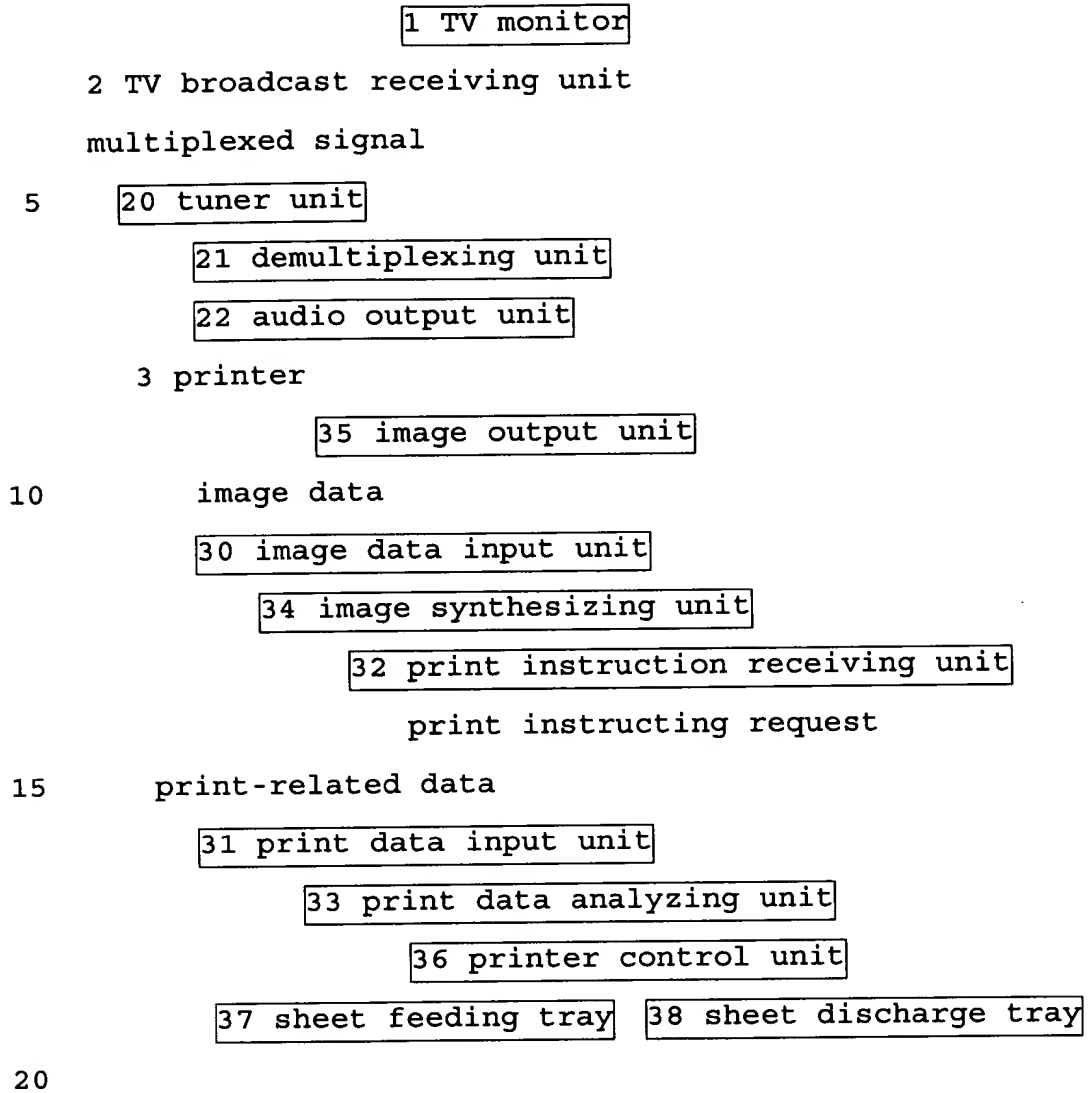 1 TV monitor
2 TV broadcast receiving unit
multiplexed signal
5 20 tuner unit
21 demultiplexing unit
22 audio output unit
3 printer
35 image output unit
10 image data
30 image data input unit
34 image synthesizing unit
32 print instruction receiving unit
print instructing request
15 print-related data
31 print data input unit
33 print data analyzing unit
36 printer control unit
37 sheet feeding tray 38 sheet discharge tray
20